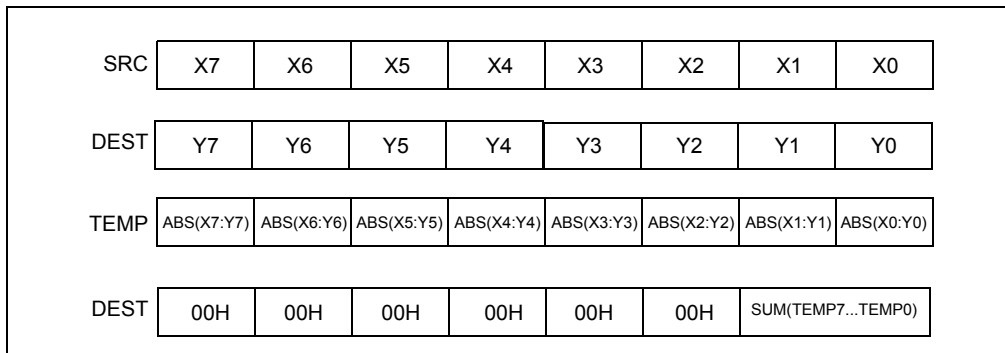 SRC X7 X6 X5 X4 X3 X2 X1 X0
DEST Y7 Y6 Y5 Y4 Y3 Y2 Y1 Y0
TEMP ABS(X7:Y7) ABS(X6:Y6) ABS(X5:Y5) ABS(X4:Y4) ABS(X3:Y3) ABS(X2:Y2) ABS(X1:Y1) ABS(X0:Y0)
DEST 00H 00H 00H 00H 00H 00H SUM(TEMP7...TEMP0)